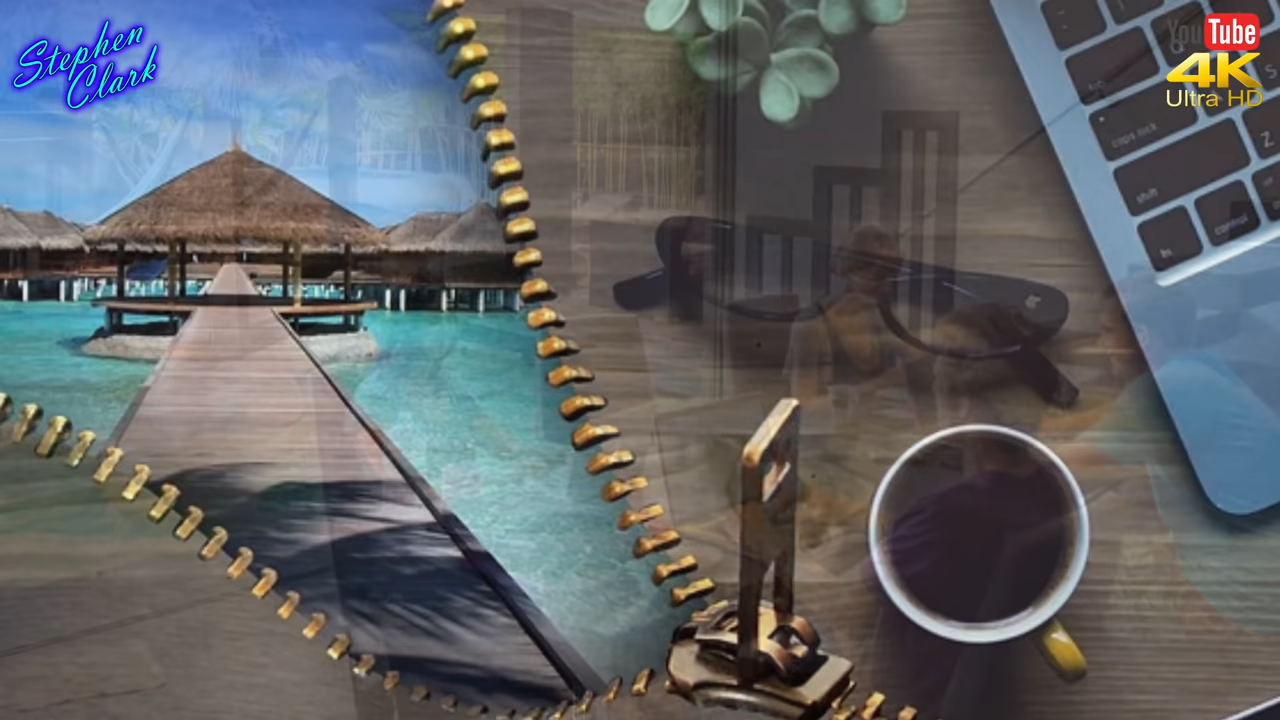 Stephen
Clark
YouTube
4K
Ultra HD
caps lock
shift
Z
fn
control
S